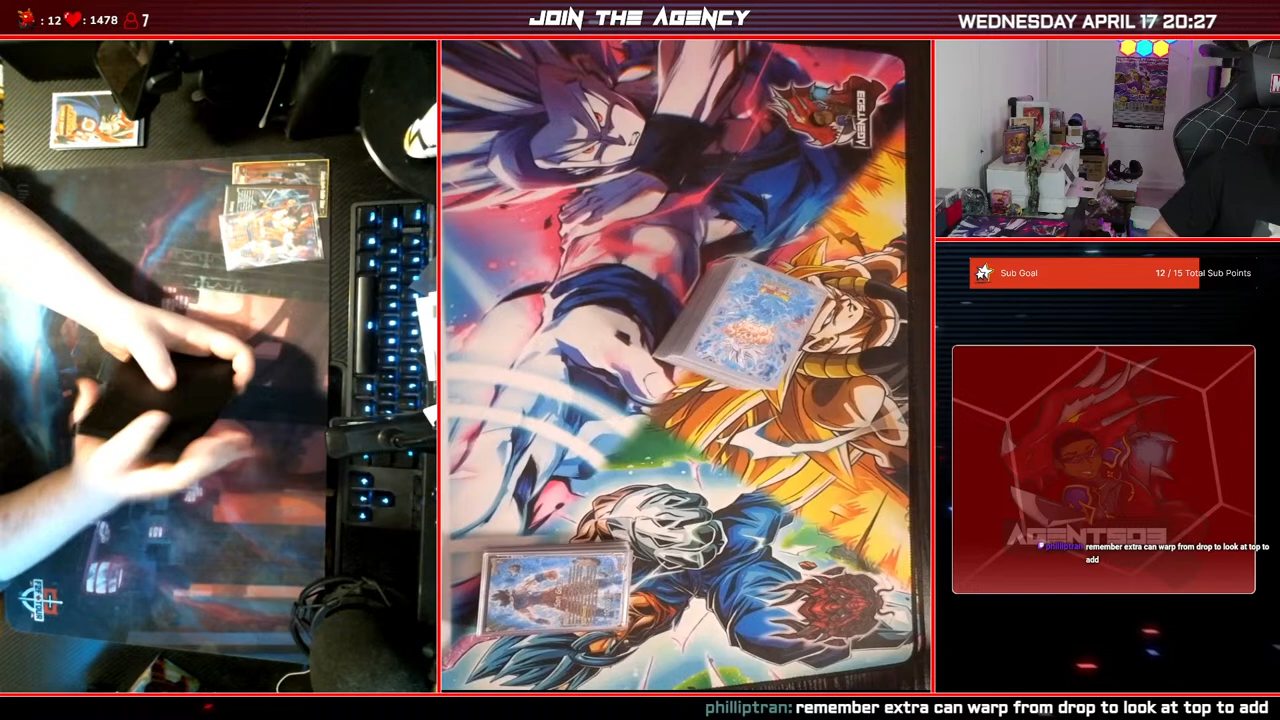 : 12 : 1478 7
JOIN THE AGENCY
WEDNESDAY APRIL 17 20:27
Sub Goal
12 / 15 Total Sub Points
AGENTS03
philliptran: remember extra can warp from drop to look at top to
add
philliptran: remember extra can warp from drop to look at top to add